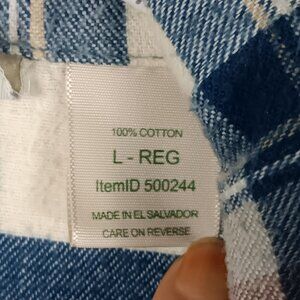 100% COTTON
L - REG
ItemID 500244
MADE IN EL SALVADOR
CARE ON REVERSE